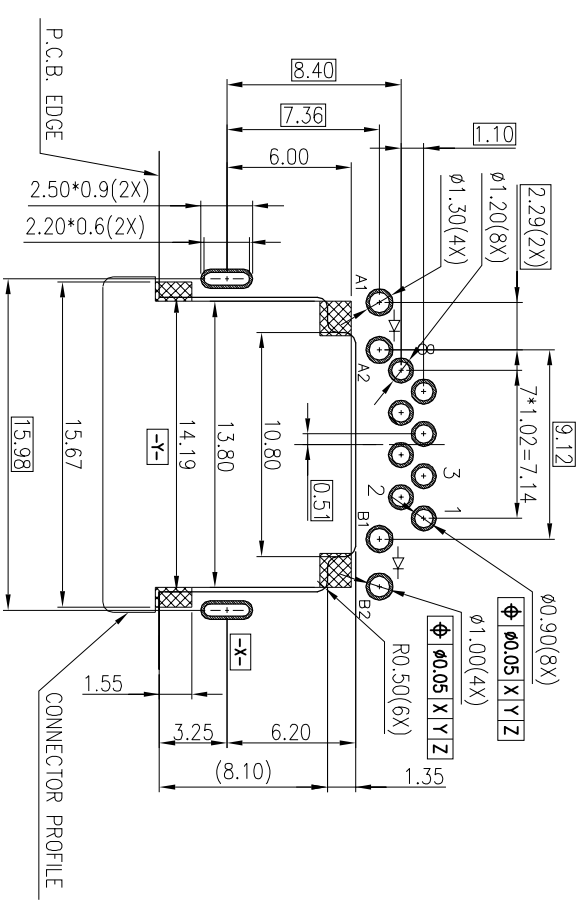 P.C.B. EDGE
8.40
7.36
6.00
1.10
2.50*0.9(2X)
2.20*0.6(2X)
ø1.30(4X)
ø1.20(8X)
2.29(2X)
A1
A2
8
7*1.02=7.14
9.12
3
2
1
B1
B2
15.98
15.67
-Y-
14.19
13.80
10.80
0.51
ø0.90(8X)
⌖ ø0.05 X Y Z
ø1.00(4X)
⌖ ø0.05 X Y Z
R0.50(6X)
-X-
1.55
3.25
6.20
(8.10)
1.35
CONNECTOR PROFILE